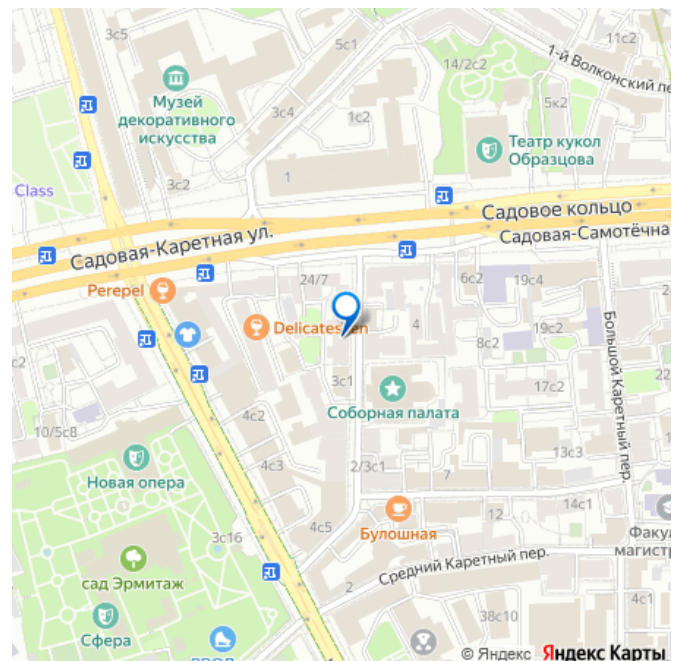 3с5
5с1
11с2
14/2с2
1-й Волконский пе
Музей
декоративного
искусства
3с4
1с2
5к2
Театр кукол
Образцова
Class
3с2
1
Садовое кольцо
Садовая-Каретная ул.
Садовая-Самотёчна
Perepel
24/7
6с2
19с4
Delicatessen
4
8с2
19с2
Большой Каретный пер.
22
3с1
17с2
Соборная палата
4с2
10/5с8
Новая опера
4с3
2/3с1
7
13с3
14с1
4с5
12
Булошная
Факул
магистр
3с16
сад Эрмитаж
Средний Каретный пер.
2
4с1
Сфера
38с10
© Яндекс Яндекс Карты